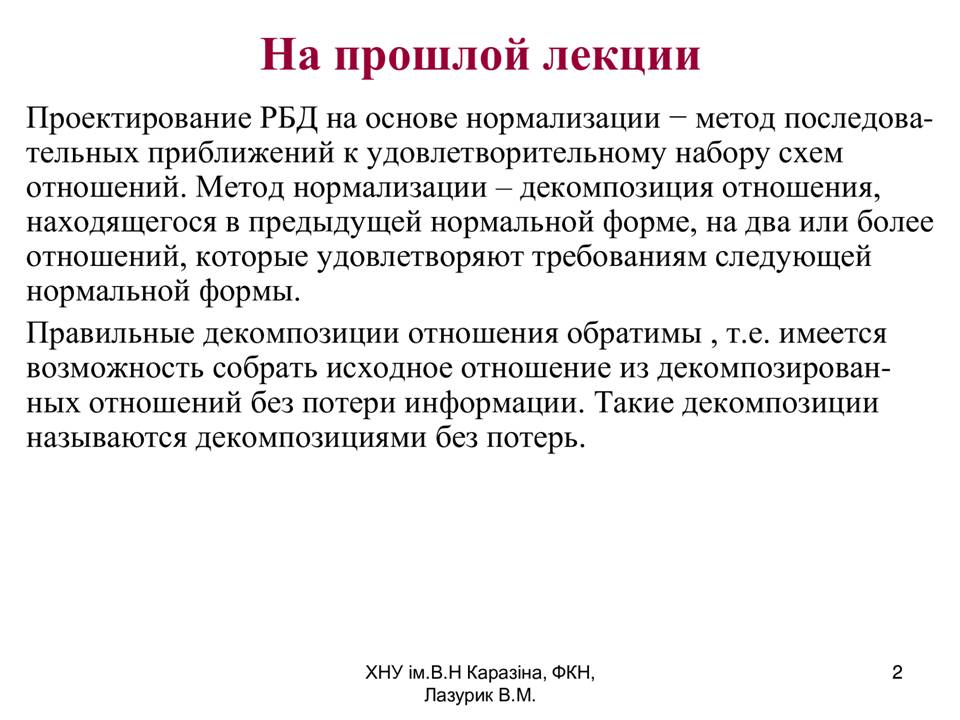 На прошлой лекции
Проектирование РБД на основе нормализации − метод последова-
тельных приближений к удовлетворительному набору схем
отношений. Метод нормализации – декомпозиция отношения,
находящегося в предыдущей нормальной форме, на два или более
отношений, которые удовлетворяют требованиям следующей
нормальной формы.
Правильные декомпозиции отношения обратимы , т.е. имеется
возможность собрать исходное отношение из декомпозирован-
ных отношений без потери информации. Такие декомпозиции
называются декомпозициями без потерь.
ХНУ ім.В.Н Каразіна, ФКН,
Лазурик В.М.
2